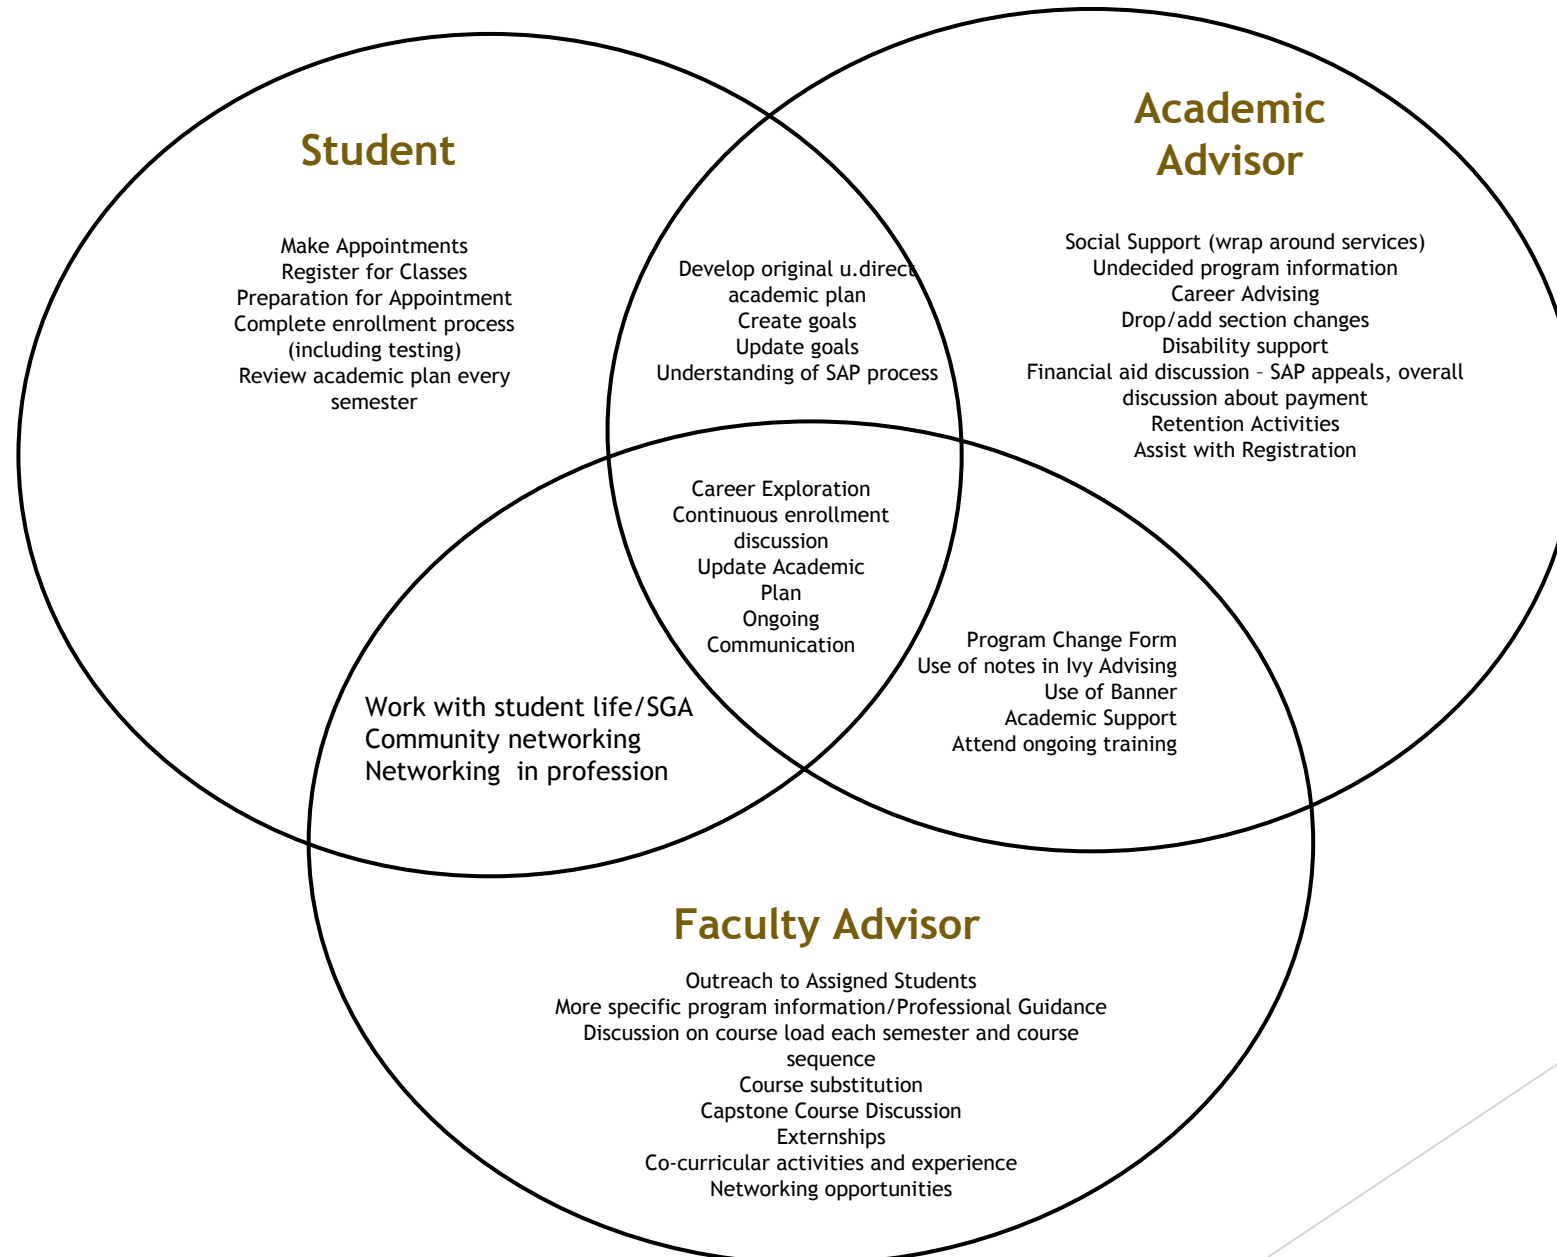 Student
Make Appointments
Register for Classes
Preparation for Appointment
Complete enrollment process
(including testing)
Review academic plan every
semester
Develop original u.direct
academic plan
Create goals
Update goals
Understanding of SAP process
Academic
Advisor
Social Support (wrap around services)
Undecided program information
Career Advising
Drop/add section changes
Disability support
Financial aid discussion – SAP appeals, overall
discussion about payment
Retention Activities
Assist with Registration
Career Exploration
Continuous enrollment
discussion
Update Academic
Plan
Ongoing
Communication
Work with student life/SGA
Community networking
Networking  in profession
Program Change Form
Use of notes in Ivy Advising
Use of Banner
Academic Support
Attend ongoing training
Faculty Advisor
Outreach to Assigned Students
More specific program information/Professional Guidance
Discussion on course load each semester and course
sequence
Course substitution
Capstone Course Discussion
Externships
Co-curricular activities and experience
Networking opportunities